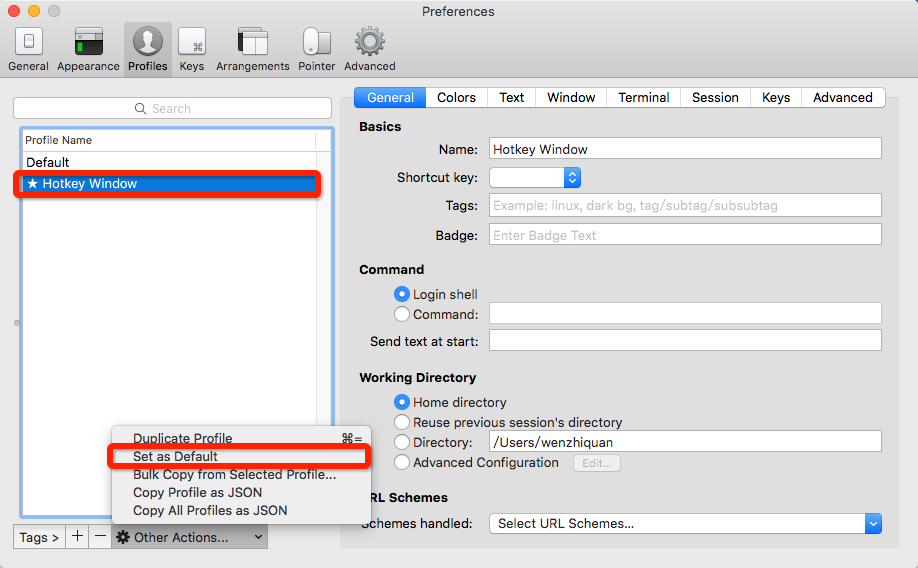 Preferences
General Appearance Profiles Keys Arrangements Pointer Advanced
Search
Profile Name
Default
★ Hotkey Window
Duplicate Profile ⌘=
Set as Default
Bulk Copy from Selected Profile...
Copy Profile as JSON
Copy All Profiles as JSON
Tags > + − Other Actions...
General Colors Text Window Terminal Session Keys Advanced
Basics
Name: Hotkey Window
Shortcut key:
Tags: Example: linux, dark bg, tag/subtag/subsubtag
Badge: Enter Badge Text
Command
Login shell
Command:
Send text at start:
Working Directory
Home directory
Reuse previous session's directory
Directory: /Users/wenzhiquan
Advanced Configuration Edit...
RL Schemes
chemes handled: Select URL Schemes...